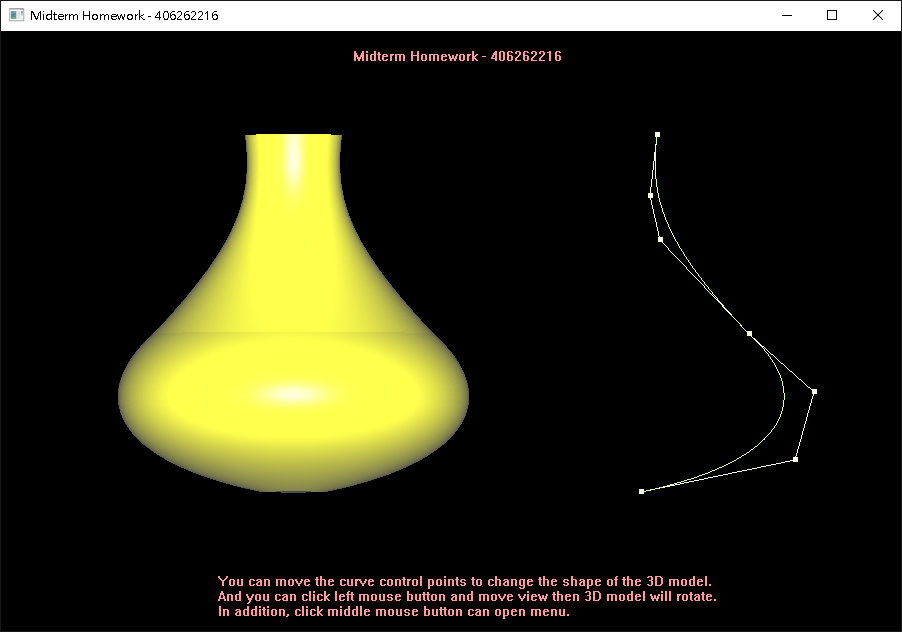 Midterm Homework - 406262216
Midterm Homework - 406262216
You can move the curve control points to change the shape of the 3D model.
And you can click left mouse button and move view then 3D model will rotate.
In addition, click middle mouse button can open menu.